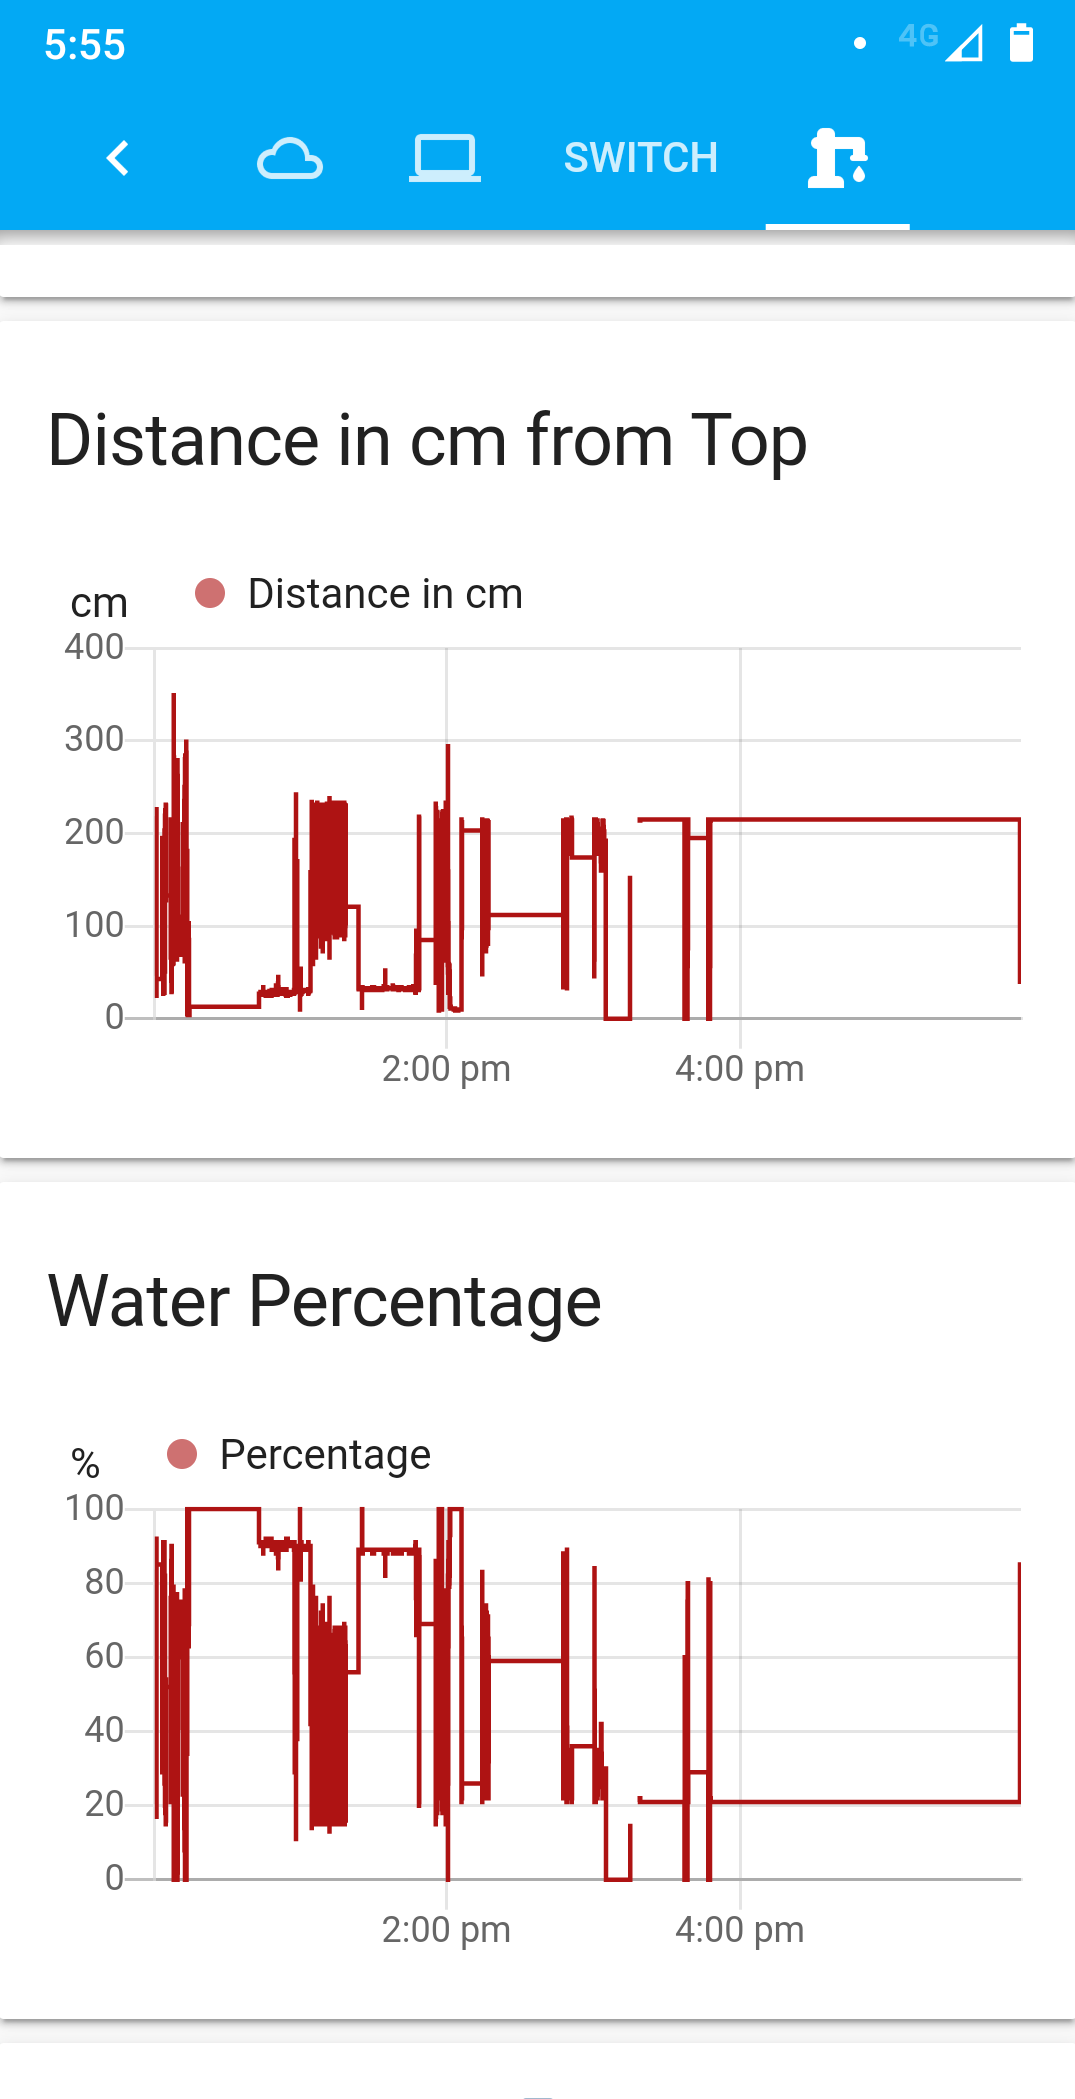 5:55
4G
SWITCH
Distance in cm from Top
cm
Distance in cm
400
300
200
100
0
2:00 pm
4:00 pm
Water Percentage
%
Percentage
100
80
60
40
20
0
2:00 pm
4:00 pm